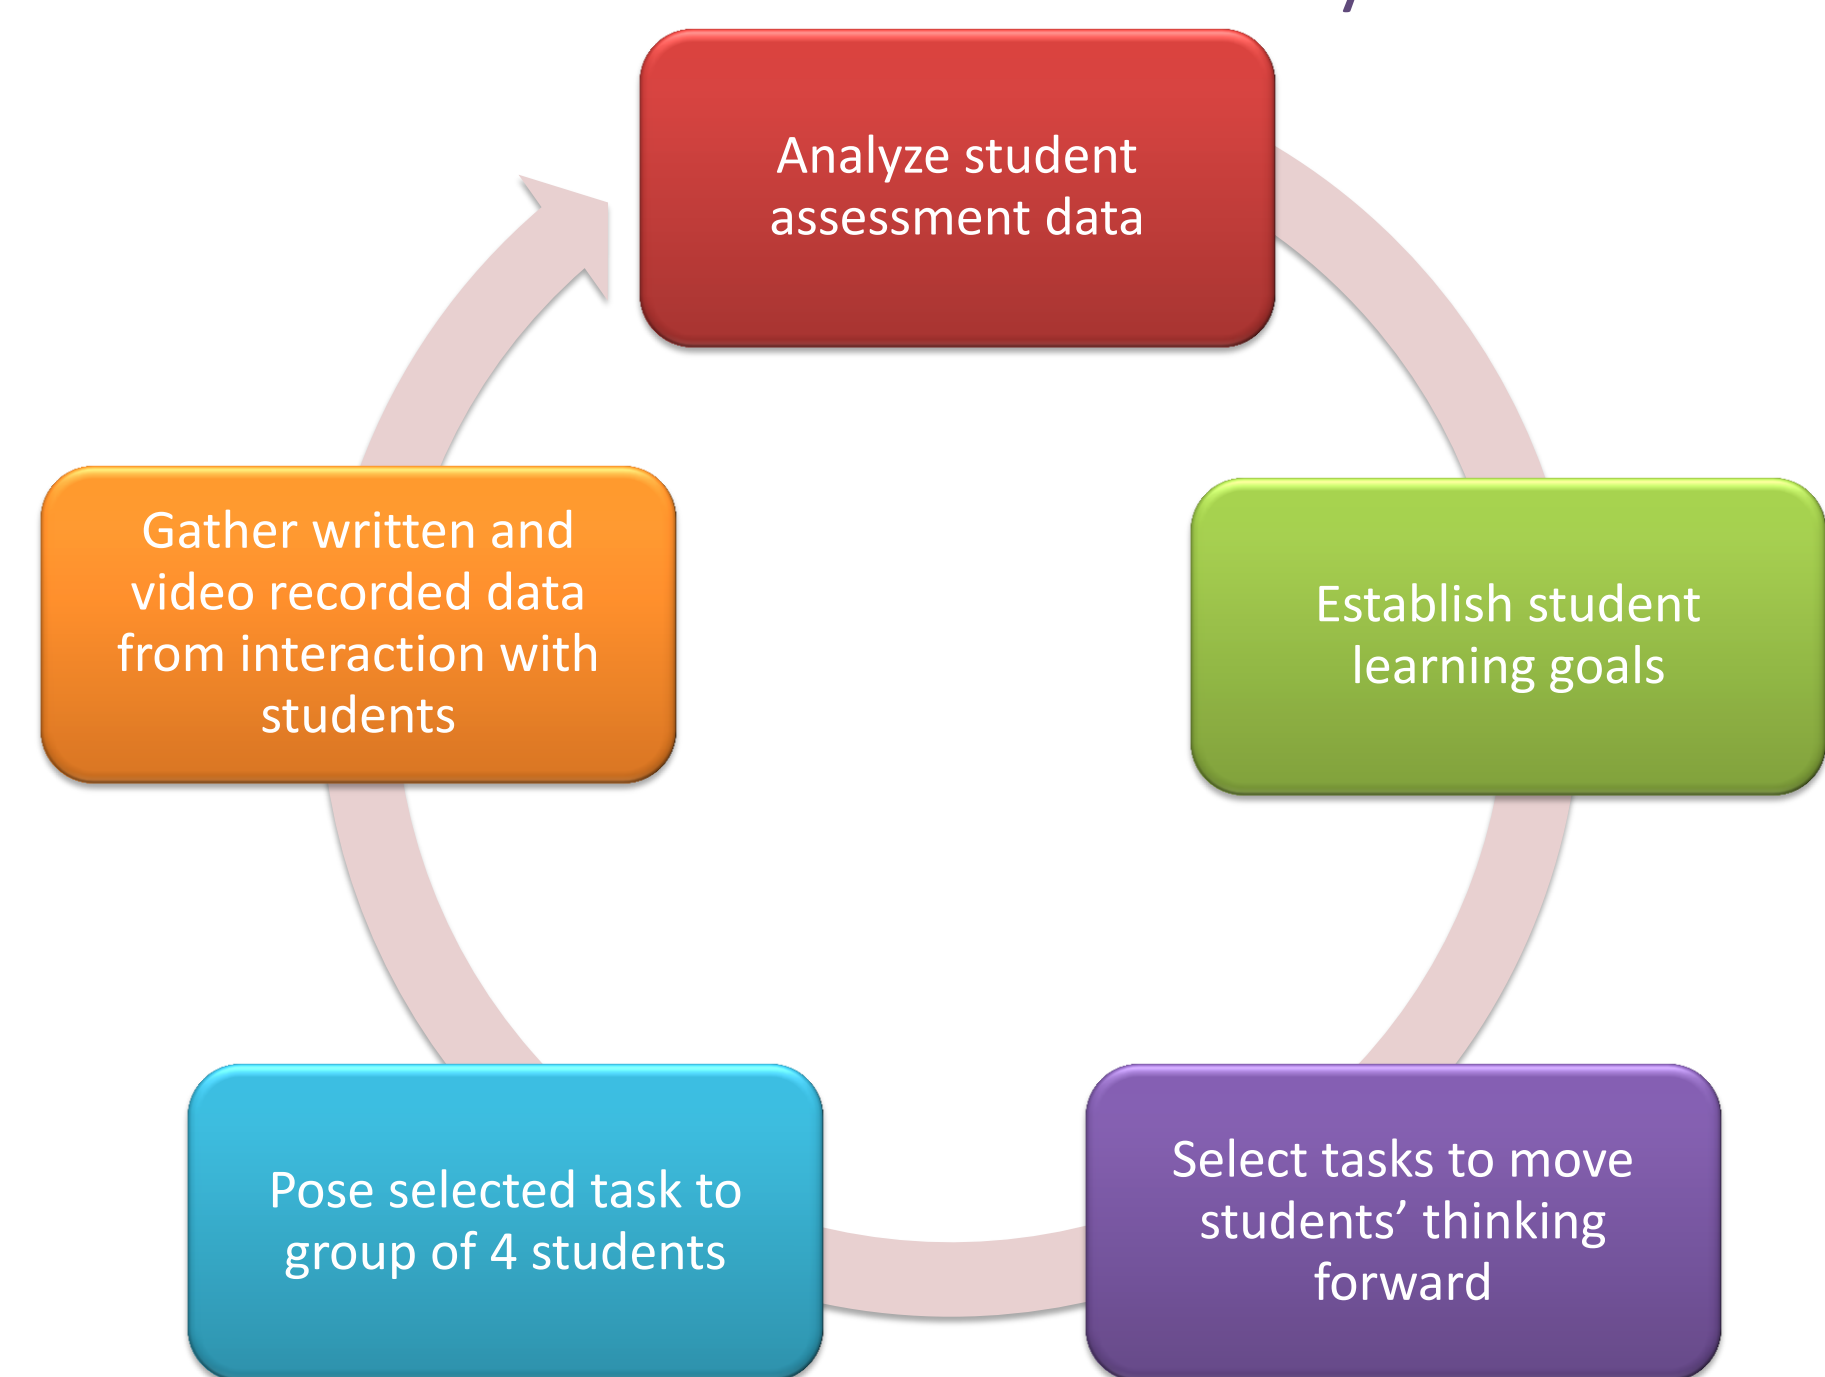 Analyze student
assessment data
Establish student
learning goals
Select tasks to move
students’ thinking
forward
Pose selected task to
group of 4 students
Gather written and
video recorded data
from interaction with
students